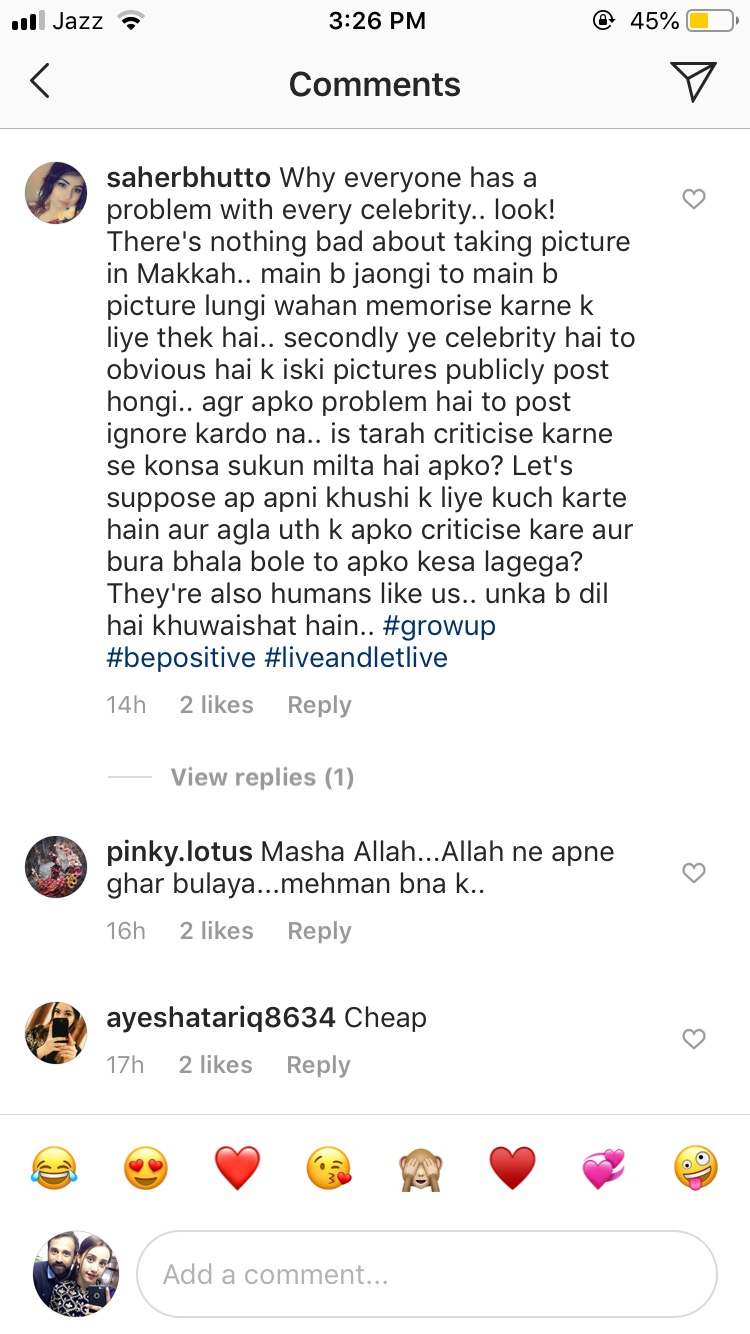 Jazz 3:26 PM 45%
Comments
saherbhutto Why everyone has a
problem with every celebrity.. look!
There's nothing bad about taking picture
in Makkah.. main b jaongi to main b
picture lungi wahan memorise karne k
liye thek hai.. secondly ye celebrity hai to
obvious hai k iski pictures publicly post
hongi.. agr apko problem hai to post
ignore kardo na.. is tarah criticise karne
se konsa sukun milta hai apko? Let's
suppose ap apni khushi k liye kuch karte
hain aur agla uth k apko criticise kare aur
bura bhala bole to apko kesa lagega?
They're also humans like us.. unka b dil
hai khuwaishat hain.. #growup
#bepositive #liveandletlive
14h 2 likes Reply
View replies (1)
pinky.lotus Masha Allah...Allah ne apne
ghar bulaya...mehman bna k..
16h 2 likes Reply
ayeshatariq8634 Cheap
17h 2 likes Reply
Add a comment...